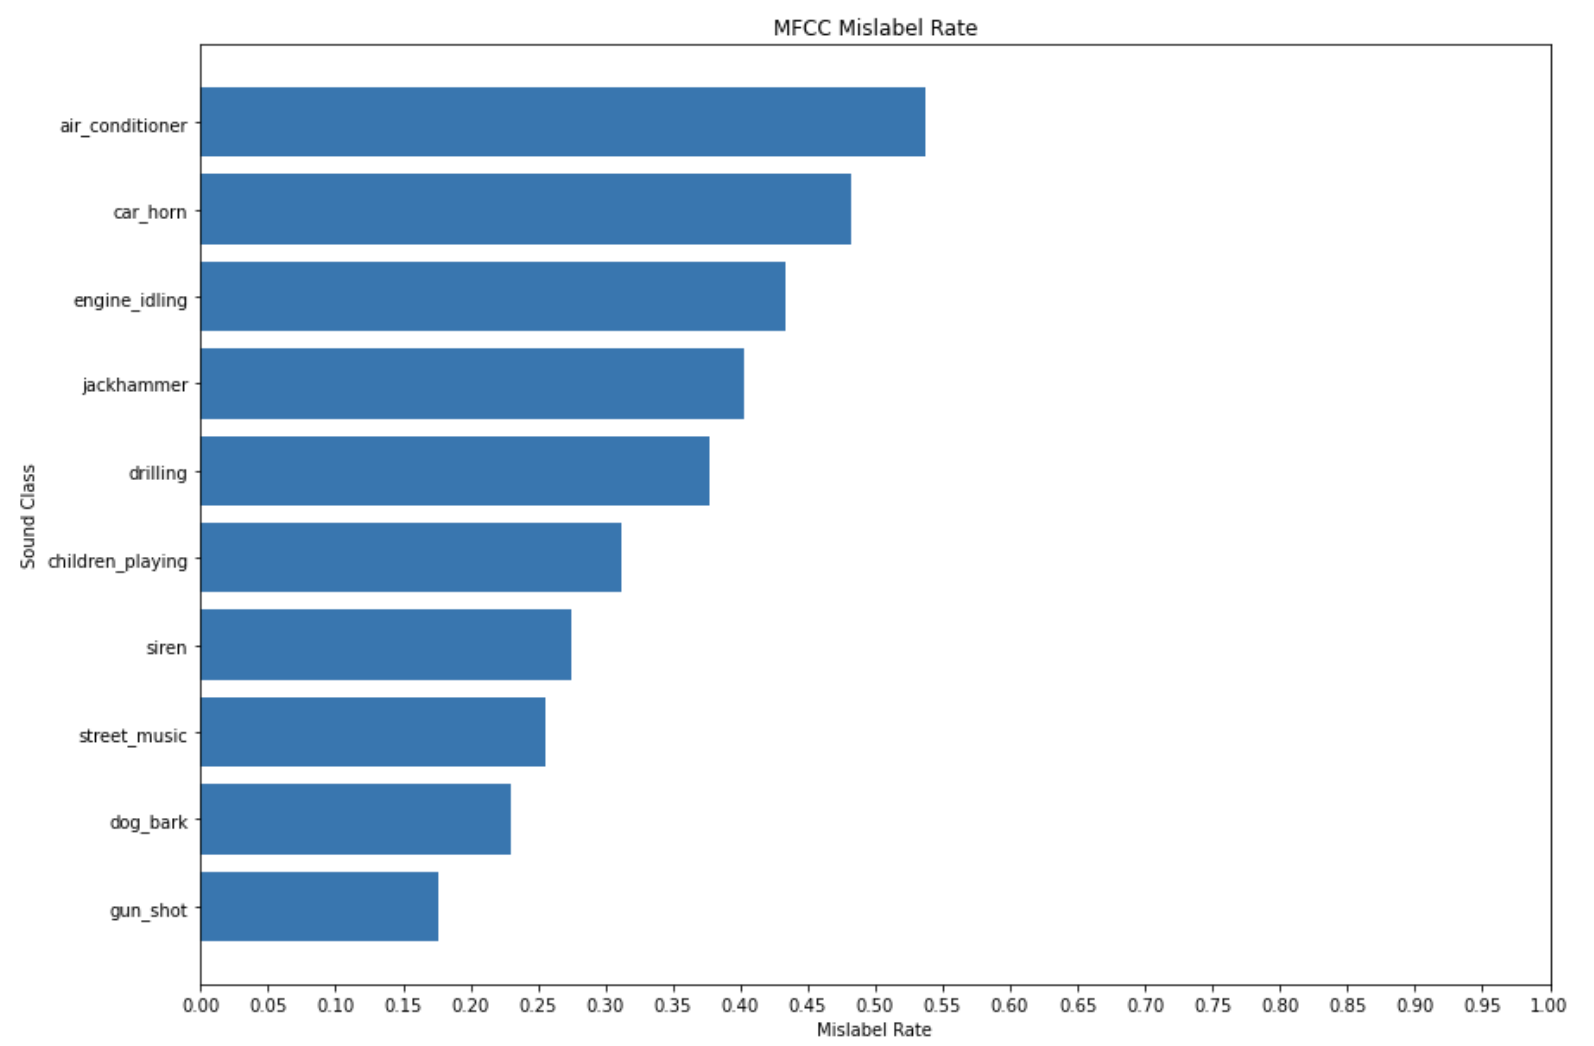 MFCC Mislabel Rate
air_conditioner
car_horn
engine_idling
jackhammer
drilling
children_playing
siren
street_music
dog_bark
gun_shot
Sound Class
0.00 0.05 0.10 0.15 0.20 0.25 0.30 0.35 0.40 0.45 0.50 0.55 0.60 0.65 0.70 0.75 0.80 0.85 0.90 0.95 1.00
Mislabel Rate